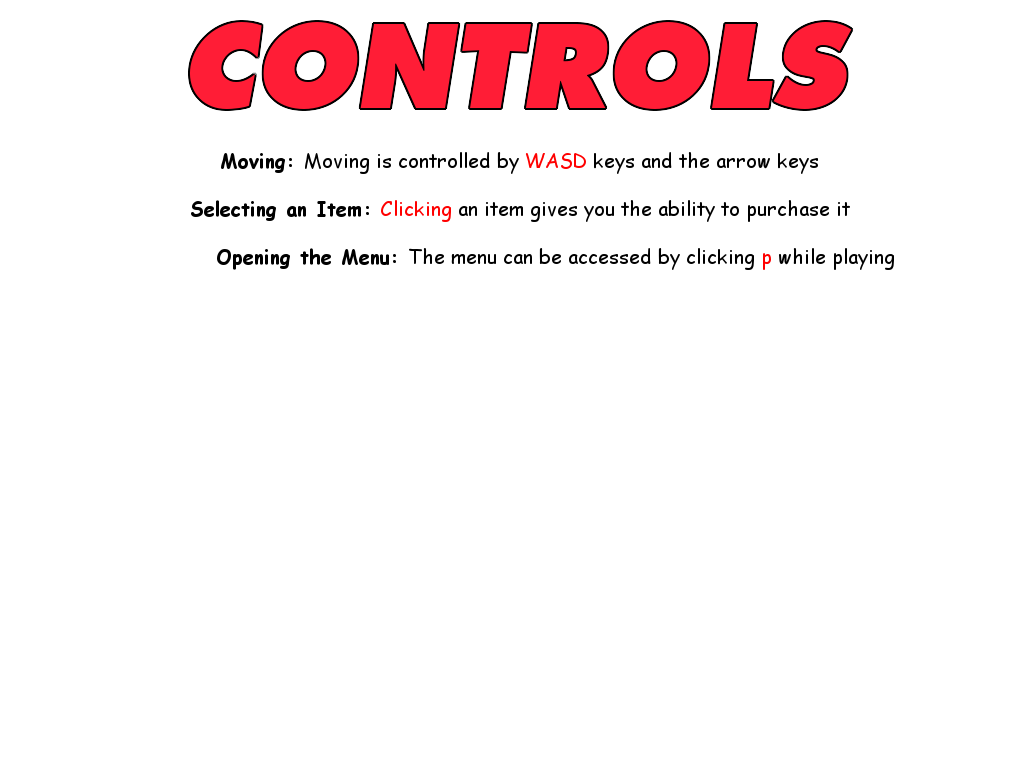 CONTROLS
Moving: Moving is controlled by WASD keys and the arrow keys
Selecting an Item: Clicking an item gives you the ability to purchase it
Opening the Menu: The menu can be accessed by clicking p while playing